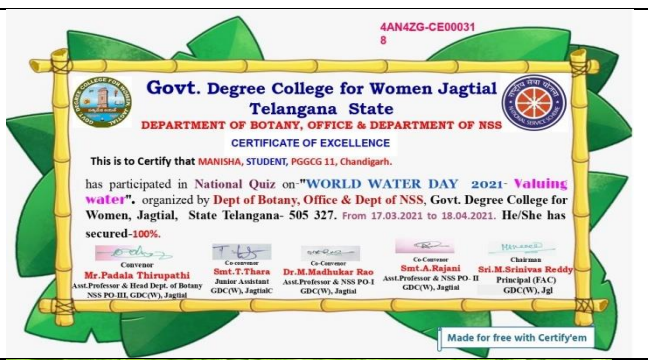 4AN4ZG-CE00031
8
Govt. Degree College for Women Jagtial
Telangana State
DEPARTMENT OF BOTANY, OFFICE & DEPARTMENT OF NSS
CERTIFICATE OF EXCELLENCE
This is to Certify that MANISHA, STUDENT, PGGCG 11, Chandigarh.
has participated in National Quiz on-"WORLD WATER DAY 2021- Valuing
water". organized by Dept of Botany, Office & Dept of NSS, Govt. Degree College for
Women, Jagtial, State Telangana- 505 327. From 17.03.2021 to 18.04.2021. He/She has
secured-100%.
Convenor
Mr.Padala Thirupathi
Asst.Professor & Head Dept. of Botany
NSS PO-III, GDC(W), Jagtial
Co-convenor
Smt.T.Thara
Junior Assistant
GDC(W), JagtialC
Co-Convenor
Dr.M.Madhukar Rao
Asst.Professor & NSS PO-I
GDC(W), Jagtial
Co-Convenor
Smt.A.Rajani
Asst.Professor & NSS PO- II
GDC(W), Jagtial
Chairman
Sri.M.Srinivas Reddy
Principal (FAC)
GDC(W), Jgl
Made for free with Certify'em